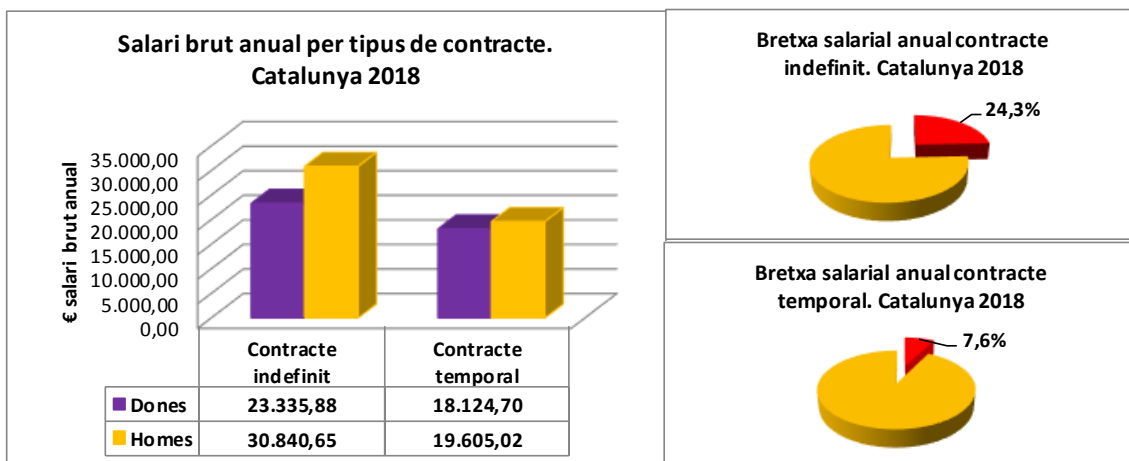 Salari brut anual per tipus de contracte.
Catalunya 2018
€ salari brut anual
35.000,00
30.000,00
25.000,00
20.000,00
15.000,00
10.000,00
5.000,00
0,00
Contracte indefinit
Contracte temporal
Dones 23.335,88 18.124,70
Homes 30.840,65 19.605,02
Bretxa salarial anual contracte
indefinit. Catalunya 2018
24,3%
Bretxa salarial anual contracte
temporal. Catalunya 2018
7,6%